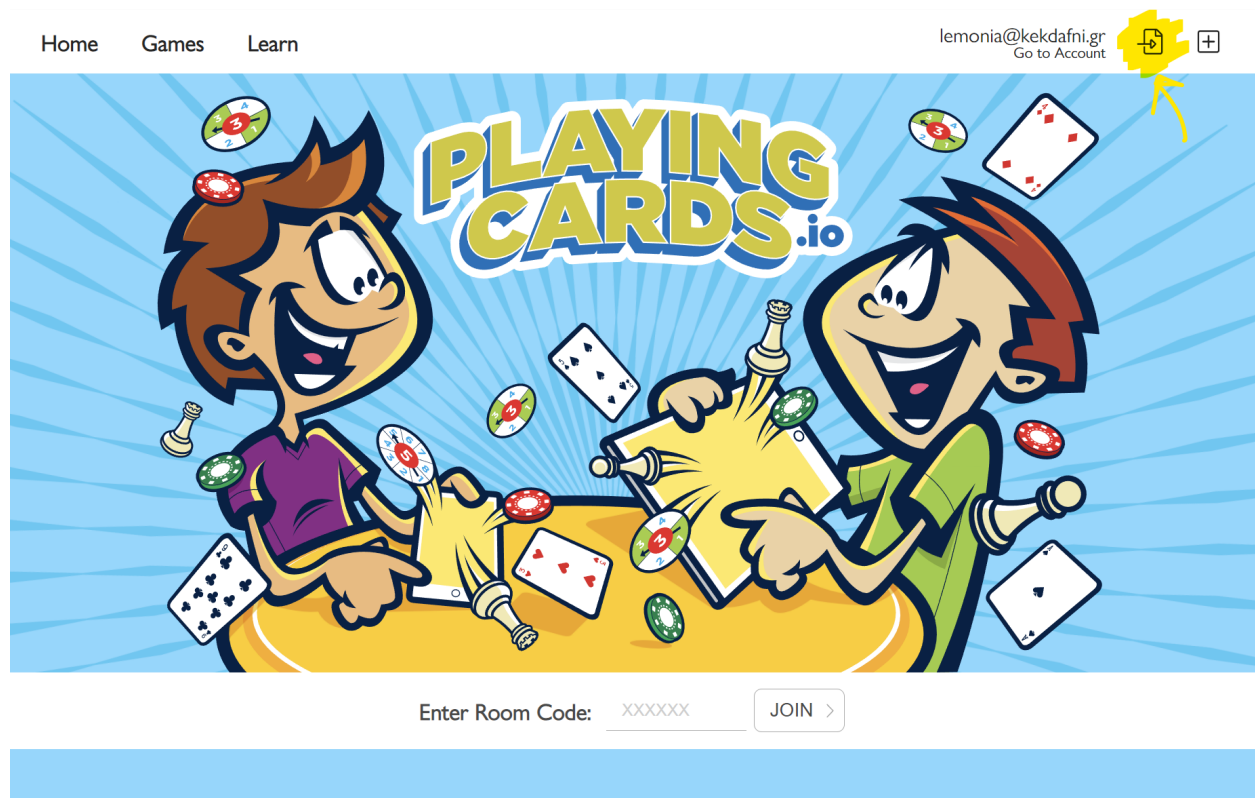 Home Games Learn
lemonia@kekdafni.gr
Go to Account
PLAYING
CARDS.io
Enter Room Code: XXXXXX JOIN